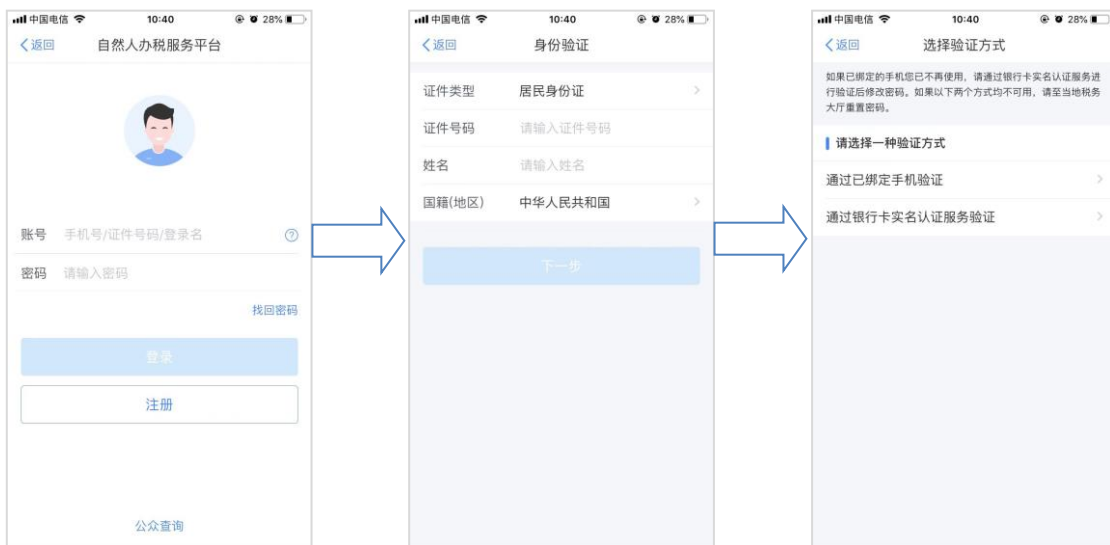 中国电信 10:40 28%
返回 自然人办税服务平台
账号 手机号/证件号码/登录名
密码 请输入密码
找回密码
登录
注册
公众查询
中国电信 10:40 28%
返回 身份验证
证件类型 居民身份证
证件号码 请输入证件号码
姓名 请输入姓名
国籍(地区) 中华人民共和国
下一步
中国电信 10:40 28%
返回 选择验证方式
如果已绑定的手机您已不再使用，请通过银行卡实名认证服务进
行验证后修改密码。如果以下两个方式均不可用，请至当地税务
大厅重置密码。
请选择一种验证方式
通过已绑定手机验证
通过银行卡实名认证服务验证